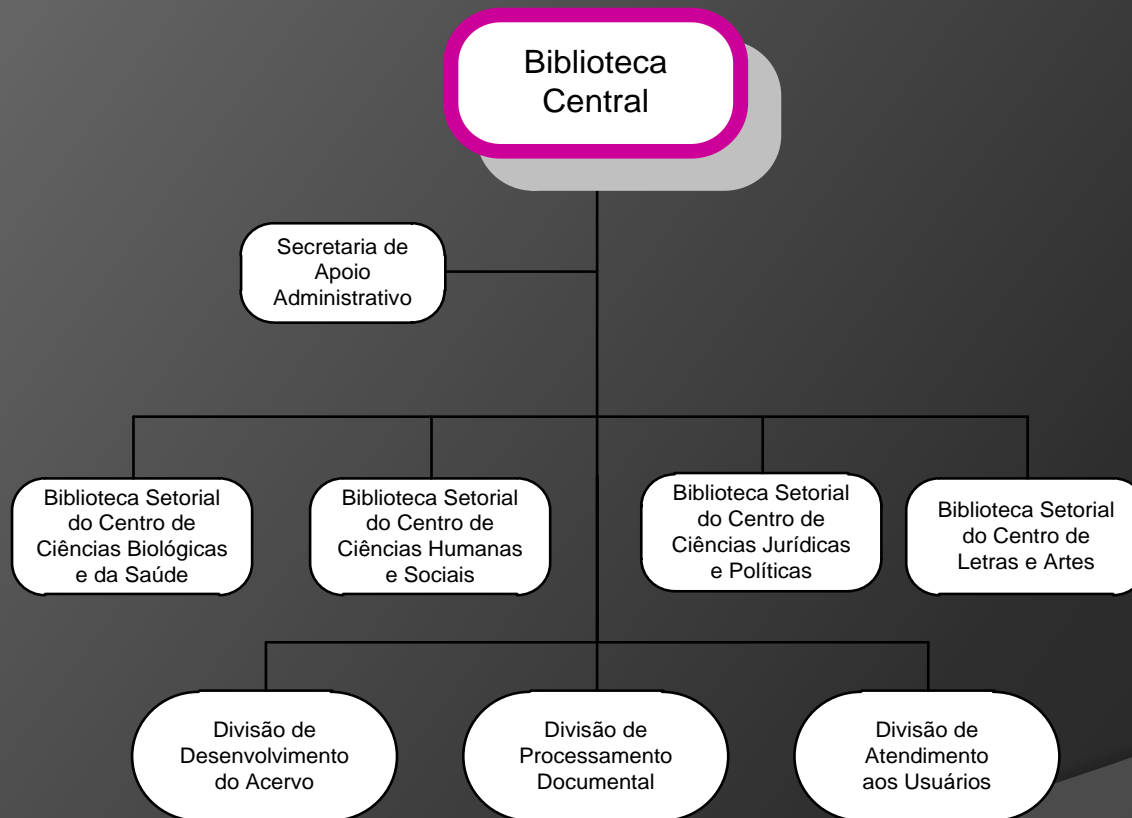 Biblioteca
Central
Secretaria de
Apoio
Administrativo
Biblioteca Setorial
do Centro de
Ciências Biológicas
e da Saúde
Biblioteca Setorial
do Centro de
Ciências Humanas
e Sociais
Biblioteca Setorial
do Centro de
Ciências Jurídicas
e Políticas
Biblioteca Setorial
do Centro de
Letras e Artes
Divisão de
Desenvolvimento
do Acervo
Divisão de
Processamento
Documental
Divisão de
Atendimento
aos Usuários